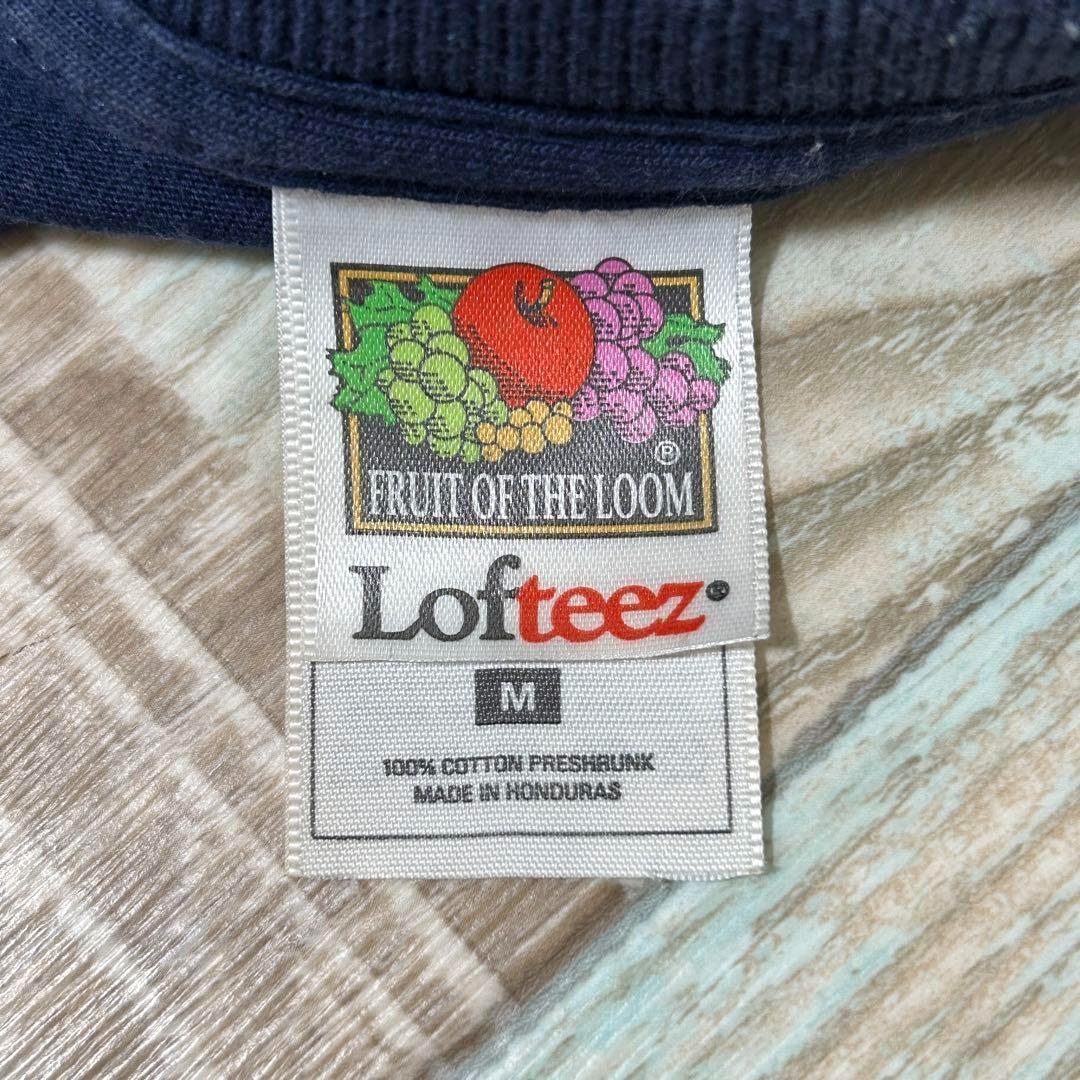 ®
FRUIT OF THE LOOM
Lofteez®
M
100% COTTON PRESHRUNK
MADE IN HONDURAS